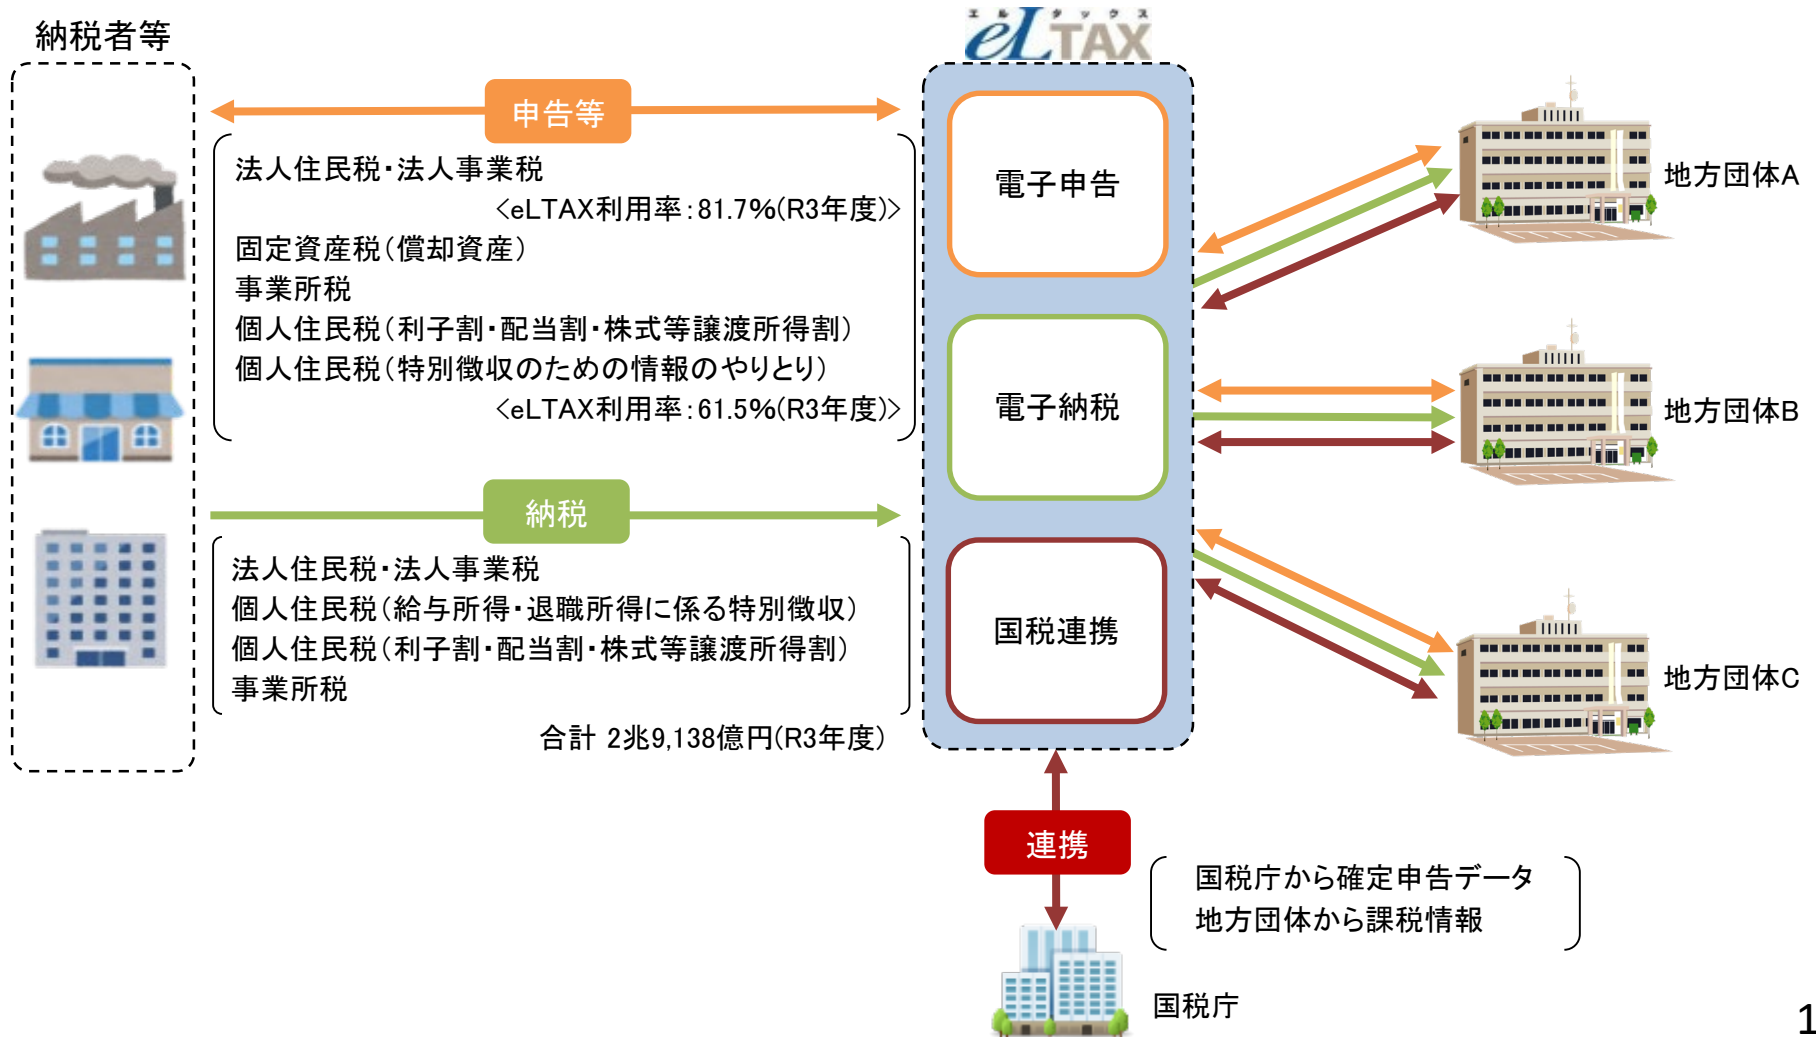 納税者等
エルタックス
eLTAX
申告等
法人住民税・法人事業税
<eLTAX利用率：81.7%(R3年度)>
固定資産税（償却資産）
事業所税
個人住民税（利子割・配当割・株式等譲渡所得割）
個人住民税（特別徴収のための情報のやりとり）
<eLTAX利用率：61.5%(R3年度)>
納税
法人住民税・法人事業税
個人住民税（給与所得・退職所得に係る特別徴収）
個人住民税（利子割・配当割・株式等譲渡所得割）
事業所税
合計 2兆9,138億円(R3年度)
電子申告
電子納税
国税連携
地方団体A
地方団体B
地方団体C
連携
国税庁から確定申告データ
地方団体から課税情報
国税庁
1